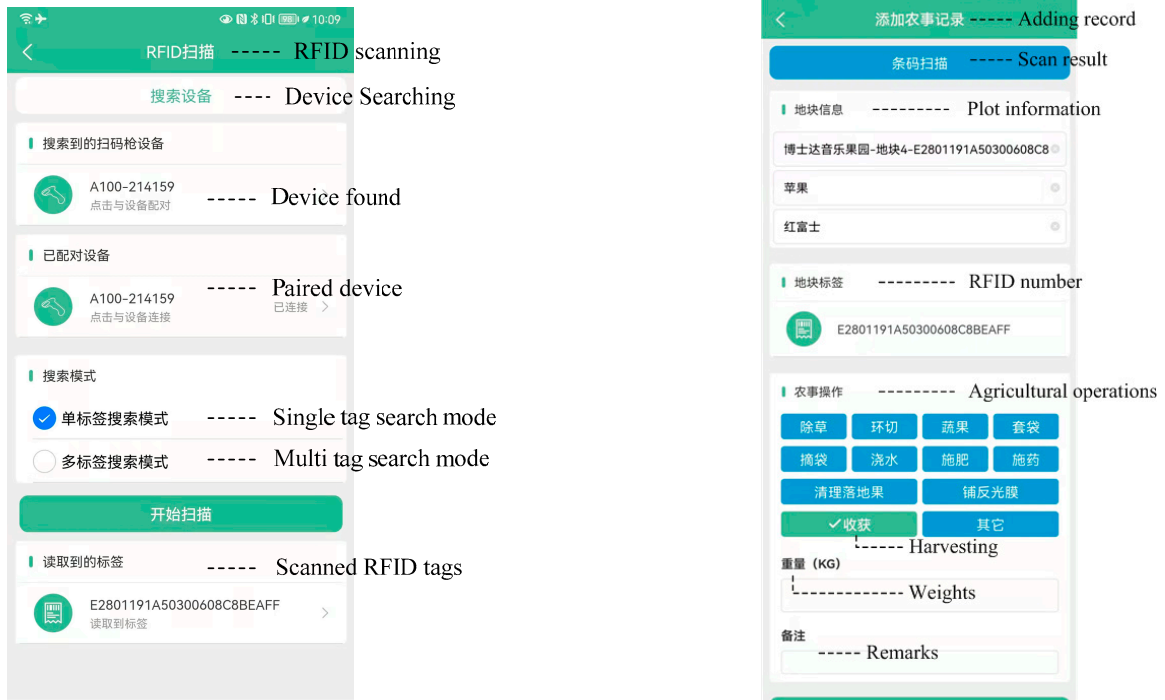 98 10:09
RFID扫描 ----- RFID scanning
搜索设备 ---- Device Searching
搜索到的扫码枪设备
A100-214159
点击与设备配对 ----- Device found
已配对设备
A100-214159 ----- Paired device
点击与设备连接 已连接
搜索模式
单标签搜索模式 ----- Single tag search mode
多标签搜索模式 ----- Multi tag search mode
开始扫描
读取到的标签 ----- Scanned RFID tags
E2801191A50300608C8BEAFF
读取到标签
添加农事记录 ----- Adding record
条码扫描 ----- Scan result
地块信息 --------- Plot information
博士达音乐果园-地块4-E2801191A50300608C8
苹果
红富士
地块标签 --------- RFID number
E2801191A50300608C8BEAFF
农事操作 --------- Agricultural operations
除草 环切 蔬果 套袋
摘袋 浇水 施肥 施药
清理落地果 铺反光膜
收获 其它
----- Harvesting
重量（KG）
------------- Weights
备注
----- Remarks